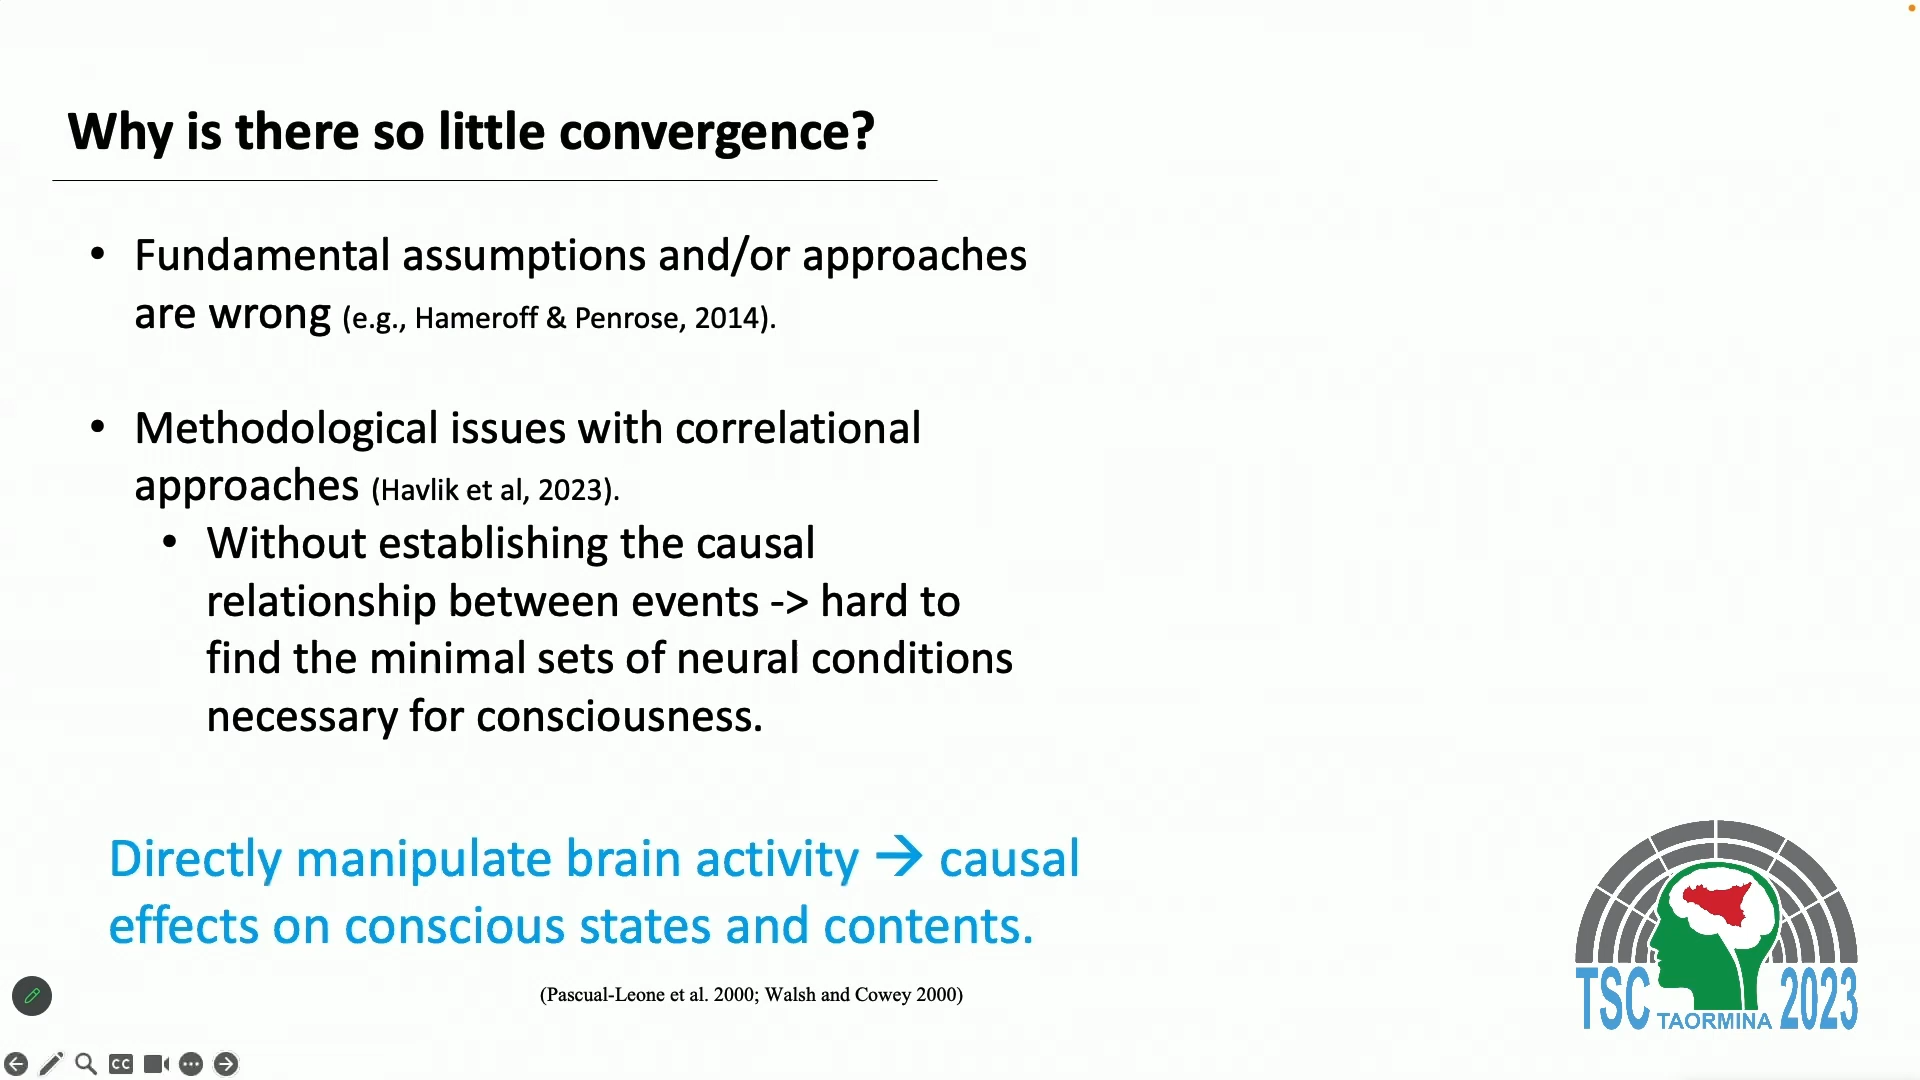 Why is there so little convergence?
• Fundamental assumptions and/or approaches
are wrong (e.g., Hameroff & Penrose, 2014).
• Methodological issues with correlational
approaches (Havlik et al, 2023).
• Without establishing the causal
relationship between events -> hard to
find the minimal sets of neural conditions
necessary for consciousness.
Directly manipulate brain activity → causal
effects on conscious states and contents.
(Pascual-Leone et al. 2000; Walsh and Cowey 2000)
TSC TAORMINA 2023
CC